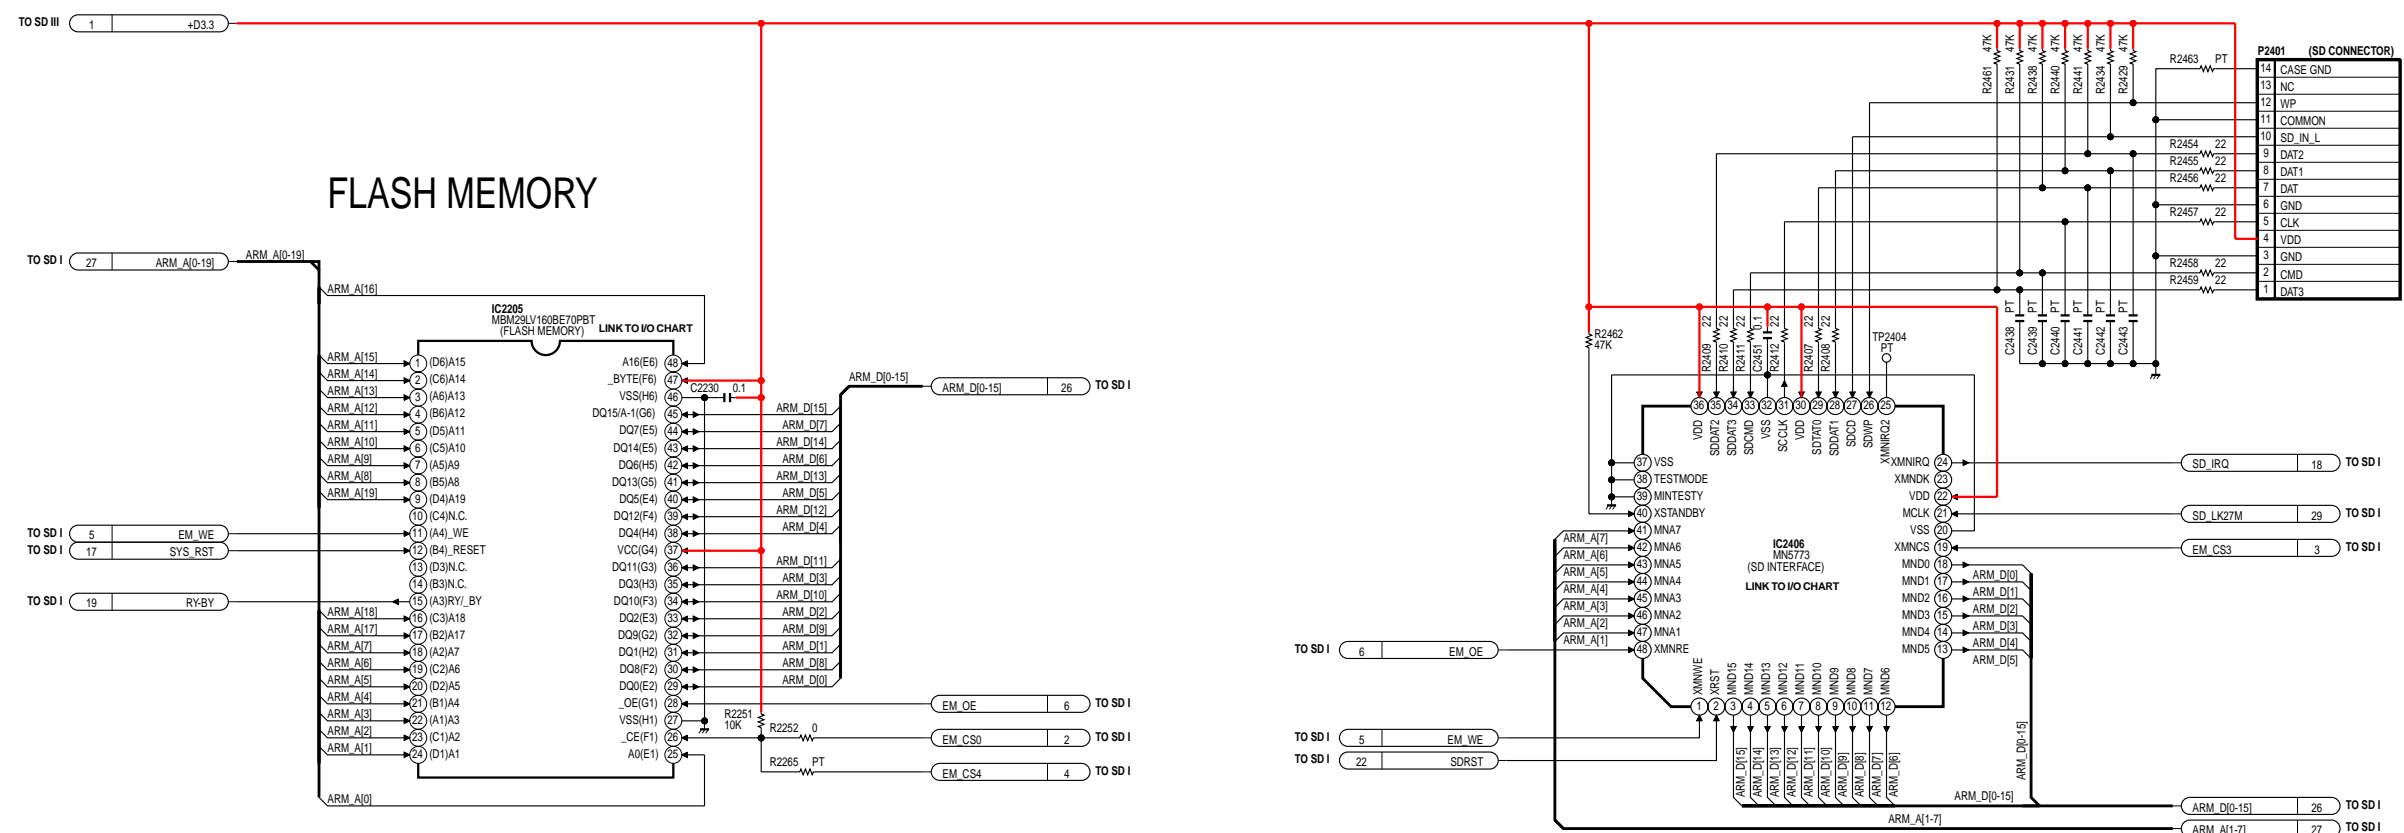 TO SD III 1 +D3.3
FLASH MEMORY
TO SD I 27 ARM_A[0-19] ARM_A[0-19]
ARM_A[16]
IC2205
MBM29LV160BE70PBT
(FLASH MEMORY) LINK TO I/O CHART
ARM_A[15] 1 (D6)A15 A16(E6) 48
ARM_A[14] 2 (C6)A14 _BYTE(F6) 47
ARM_A[13] 3 (A6)A13 VSS(H6) 46 C2230 0.1
ARM_A[12] 4 (B6)A12 DQ15/A-1(G6) 45 ARM_D[15]
ARM_A[11] 5 (D5)A11 DQ7(E5) 44 ARM_D[7]
ARM_A[10] 6 (C5)A10 DQ14(E5) 43 ARM_D[14]
ARM_A[9] 7 (A5)A9 DQ6(H5) 42 ARM_D[6]
ARM_A[8] 8 (B5)A8 DQ13(G5) 41 ARM_D[13]
ARM_A[19] 9 (D4)A19 DQ5(E4) 40 ARM_D[5]
10 (C4)N.C. DQ12(F4) 39 ARM_D[12]
TO SD I 5 EM_WE 11 (A4)_WE DQ4(H4) 38 ARM_D[4]
TO SD I 17 SYS_RST 12 (B4)_RESET VCC(G4) 37
13 (D3)N.C. DQ11(G3) 36 ARM_D[11]
14 (B3)N.C. DQ3(H3) 35 ARM_D[3]
TO SD I 19 RY-BY 15 (A3)RY/_BY DQ10(F3) 34 ARM_D[10]
ARM_A[18] 16 (C3)A18 DQ2(E3) 33 ARM_D[2]
ARM_A[17] 17 (B2)A17 DQ9(G2) 32 ARM_D[9]
ARM_A[7] 18 (A2)A7 DQ1(H2) 31 ARM_D[1]
ARM_A[6] 19 (C2)A6 DQ8(F2) 30 ARM_D[8]
ARM_A[5] 20 (D2)A5 DQ0(E2) 29 ARM_D[0]
ARM_A[4] 21 (B1)A4 _OE(G1) 28 EM_OE 6 TO SD I
ARM_A[3] 22 (A1)A3 VSS(H1) 27
ARM_A[2] 23 (C1)A2 _CE(F1) 26 EM_CS0 2 TO SD I
ARM_A[1] 24 (D1)A1 A0(E1) 25
ARM_A[0]
ARM_D[0-15] ARM_D[0-15] 26 TO SD I
R2251
10K
R2252 0
R2265 PT EM_CS4 4 TO SD I
47K 47K 47K 47K 47K 47K 47K
R2461 R2431 R2438 R2440 R2441 R2434 R2429
P2401 (SD CONNECTOR)
R2463 PT 14 CASE GND
13 NC
12 WP
11 COMMON
10 SD_IN_L
R2454 22 9 DAT2
R2455 22 8 DAT1
R2456 22 7 DAT
6 GND
R2457 22 5 CLK
4 VDD
3 GND
R2458 22 2 CMD
R2459 22 1 DAT3
PT PT PT PT PT PT
C2438 C2439 C2440 C2441 C2442 C2443
R2462
47K
22 22 22 0.1 22 22 22
R2409 R2410 R2411 C2451 R2412 R2407 R2408
TP2404
PT
36 35 34 33 32 31 30 29 28 27 26 25
VDD SDDAT2 SDDAT3 SDCMD VSS SCCLK VDD SDTAT0 SDDAT1 SDCD SDWP XMNIRQ2
37 VSS XMNIRQ 24 SD_IRQ 18 TO SD I
38 TESTMODE XMNDK 23
39 MINTESTY VDD 22
40 XSTANDBY MCLK 21 SD_LK27M 29 TO SD I
41 MNA7 VSS 20
ARM_A[7] 42 MNA6 XMNCS 19 EM_CS3 3 TO SD I
ARM_A[6] 43 MNA5 MND0 18
ARM_A[5] 44 MNA4 MND1 17 ARM_D[0]
ARM_A[4] 45 MNA3 MND2 16 ARM_D[1]
ARM_A[3] 46 MNA2 MND3 15 ARM_D[2]
ARM_A[2] 47 MNA1 MND4 14 ARM_D[3]
ARM_A[1] 48 XMNRE MND5 13 ARM_D[4]
ARM_D[5]
IC2406
MN5773
(SD INTERFACE)
LINK TO I/O CHART
TO SD I 6 EM_OE
XMNWE XRST MND15 MND14 MND13 MND12 MND11 MND10 MND9 MND8 MND7 MND6
1 2 3 4 5 6 7 8 9 10 11 12
TO SD I 5 EM_WE
TO SD I 22 SDRST
ARM_D[15] ARM_D[14] ARM_D[13] ARM_D[12] ARM_D[11] ARM_D[10] ARM_D[9] ARM_D[8] ARM_D[7] ARM_D[6]
ARM_D[0-15]
ARM_D[0-15] ARM_D[0-15] 26 TO SD I
ARM_A[1-7] ARM_A[1-7] 27 TO SD I